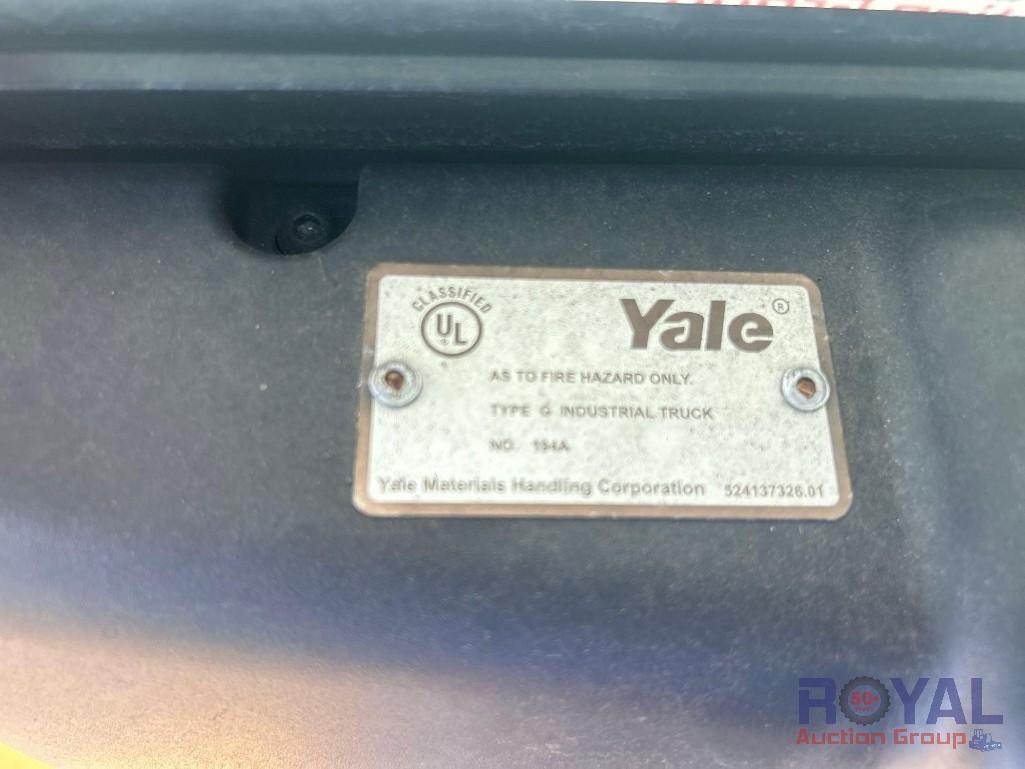 CLASSIFIED
UL ®
Yale ®
AS TO FIRE HAZARD ONLY.
TYPE G INDUSTRIAL TRUCK
NO. 194A
Yale Materials Handling Corporation 524137326.01
ROYAL
50+
Auction Group